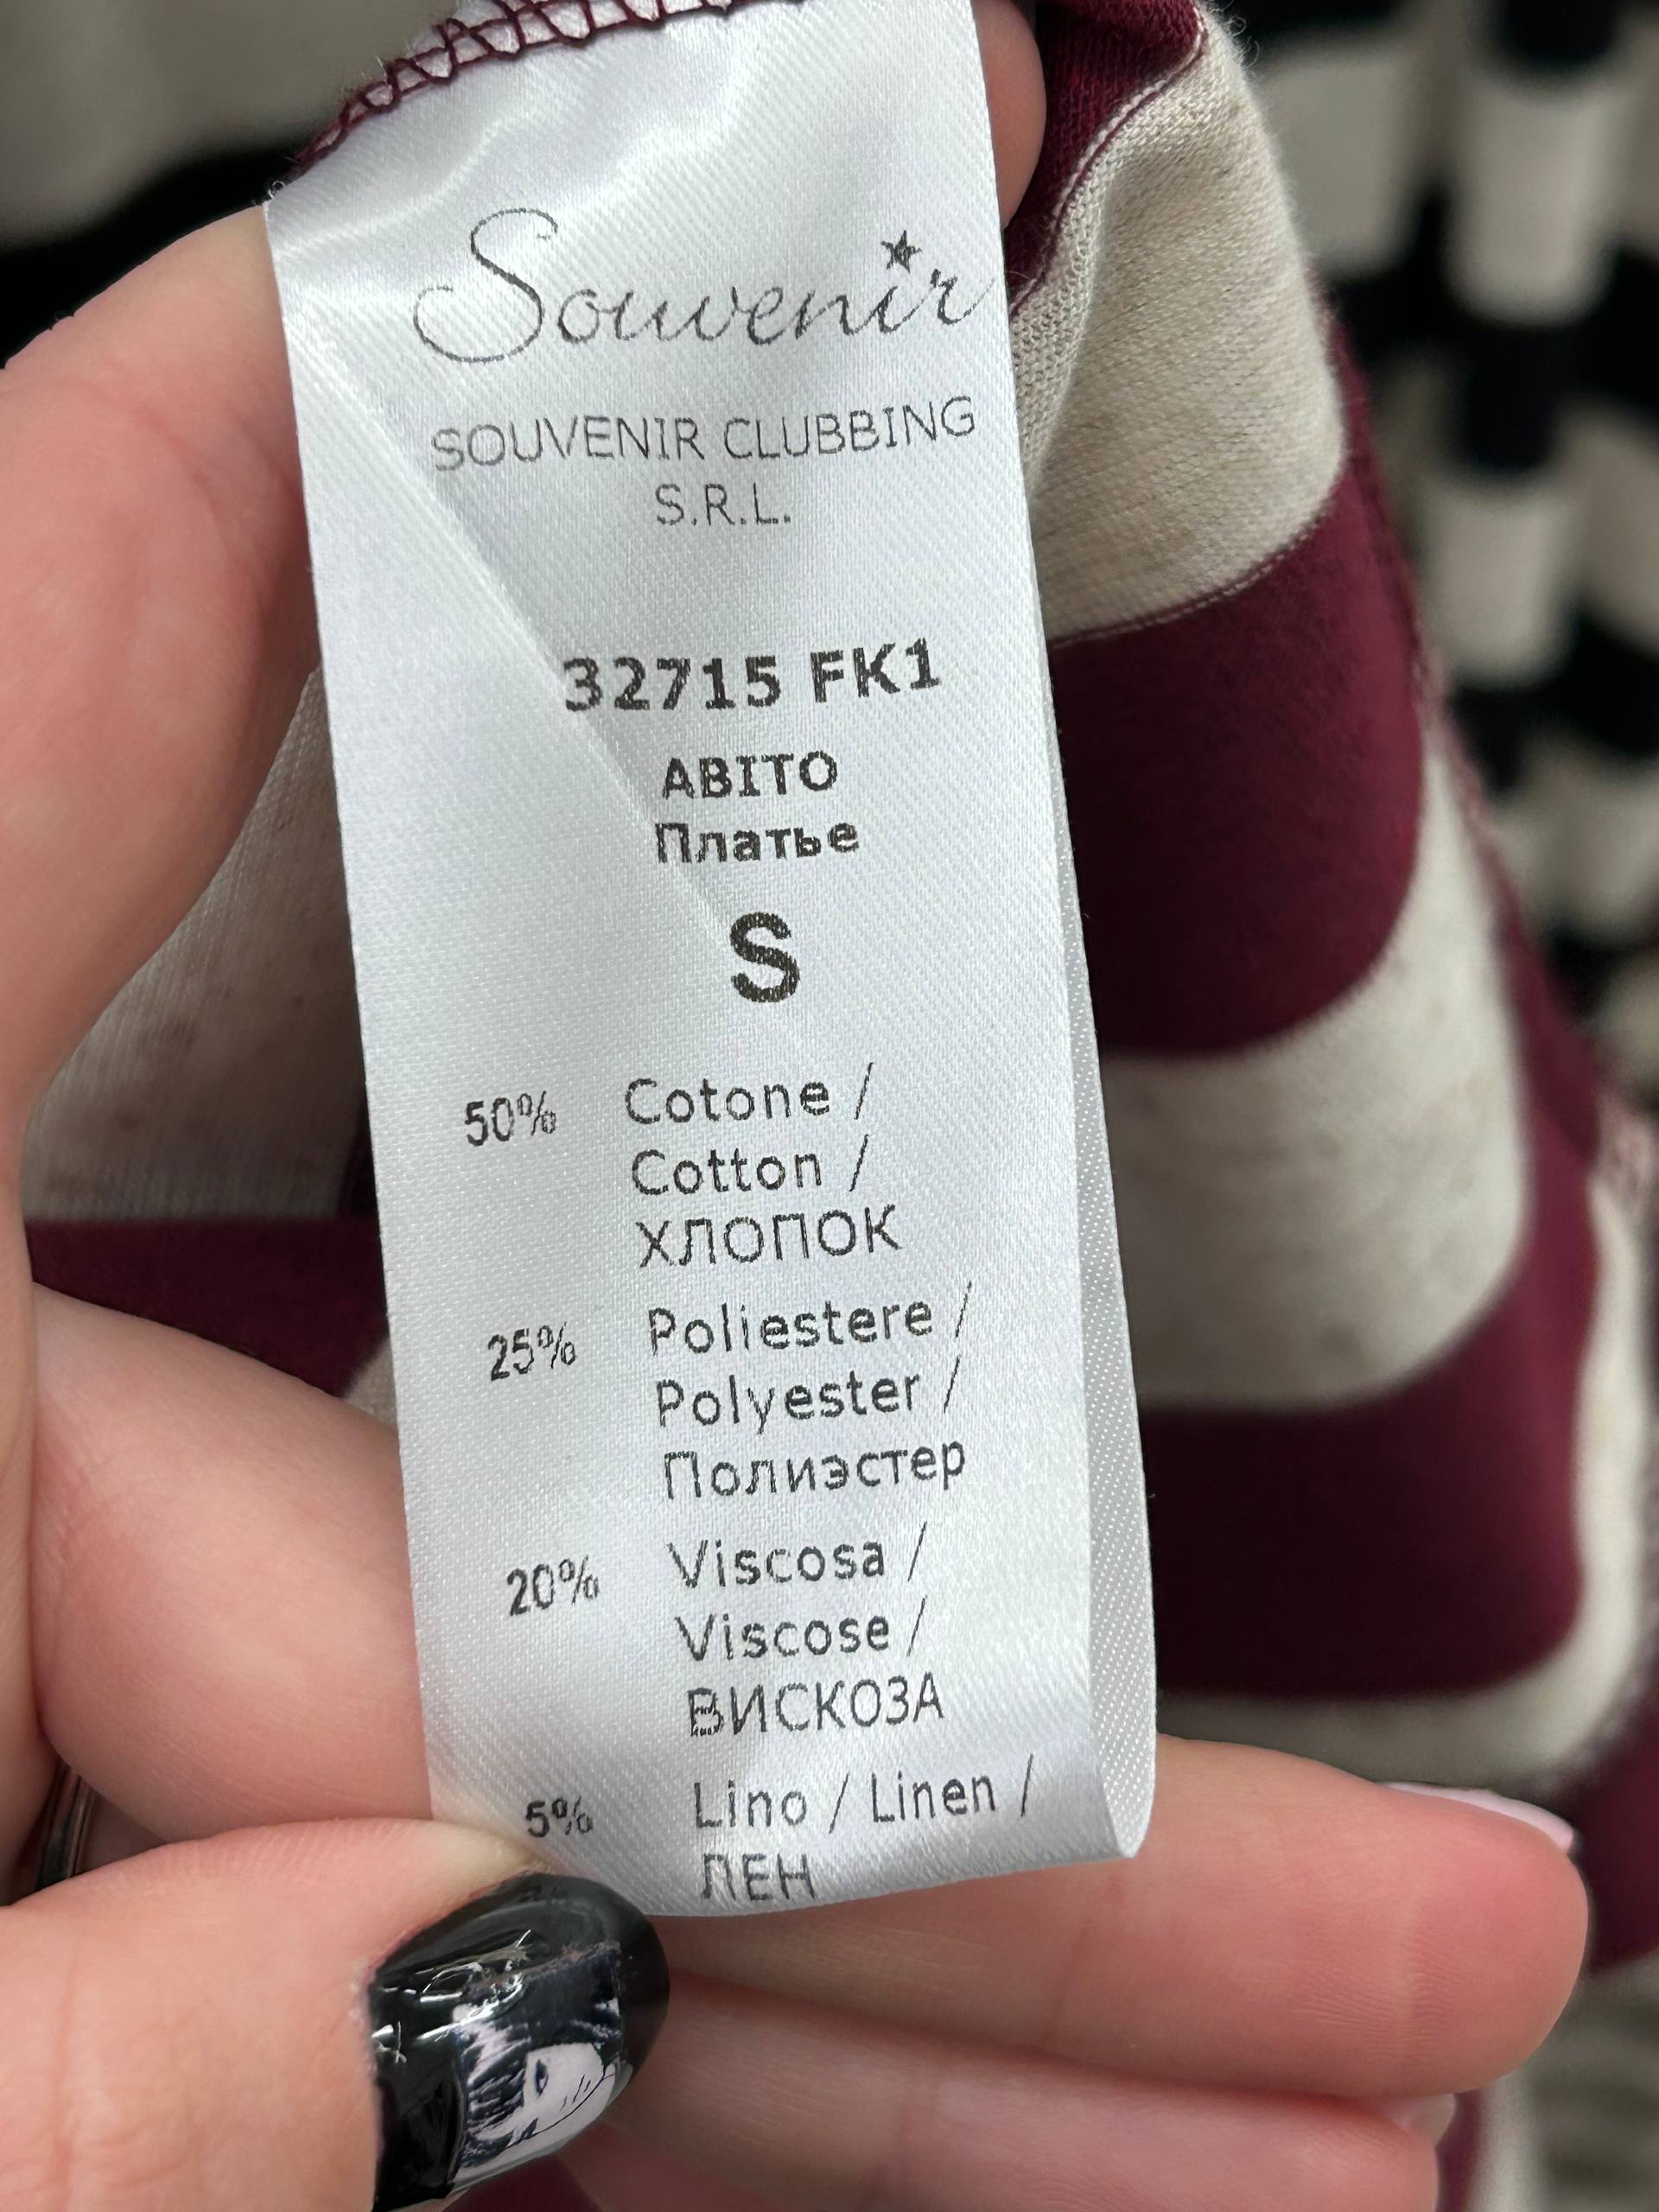 Souvenir
SOUVENIR CLUBBING
S.R.L.
32715 FK1
ABITO
Платье
S
50% Cotone /
Cotton /
ХЛОПОК
25% Poliestere /
Polyester /
Полиэстер
20% Viscosa /
Viscose /
ВИСКОЗА
5% Lino / Linen /
ЛЕН